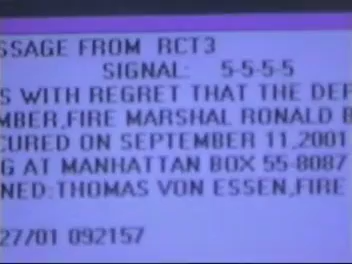 SSAGE FROM RCT3
SIGNAL: 5-5-5-5
S WITH REGRET THAT THE DEP
MBER,FIRE MARSHAL RONALD B
CURED ON SEPTEMBER 11,2001
G AT MANHATTAN BOX 55-8087
NED:THOMAS VON ESSEN,FIRE
27/01 092157